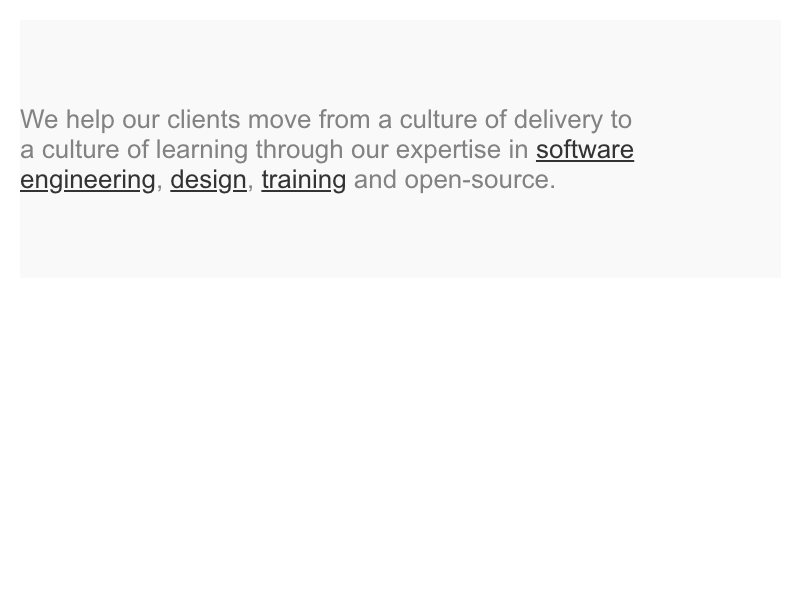 We help our clients move from a culture of delivery to
a culture of learning through our expertise in software
engineering, design, training and open-source.